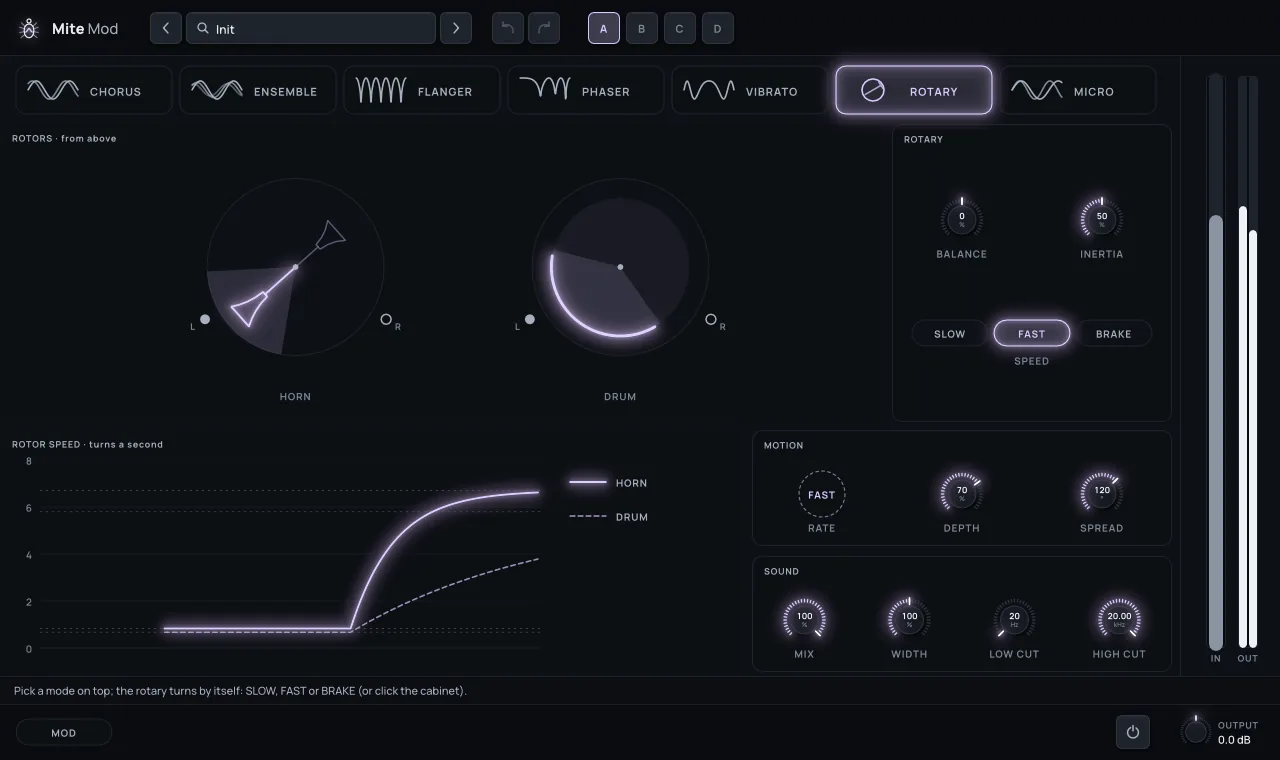 Mite Mod
Init
A
B
C
D
CHORUS
ENSEMBLE
FLANGER
PHASER
VIBRATO
ROTARY
MICRO
ROTORS · from above
L
R
HORN
L
R
DRUM
ROTARY
0
%
BALANCE
50
%
INERTIA
SLOW
FAST
BRAKE
SPEED
ROTOR SPEED · turns a second
8
6
4
2
0
HORN
DRUM
MOTION
FAST
RATE
70
%
DEPTH
120
°
SPREAD
SOUND
100
%
MIX
100
%
WIDTH
20
Hz
LOW CUT
20.00
kHz
HIGH CUT
IN
OUT
Pick a mode on top; the rotary turns by itself: SLOW, FAST or BRAKE (or click the cabinet).
MOD
OUTPUT
0.0 dB